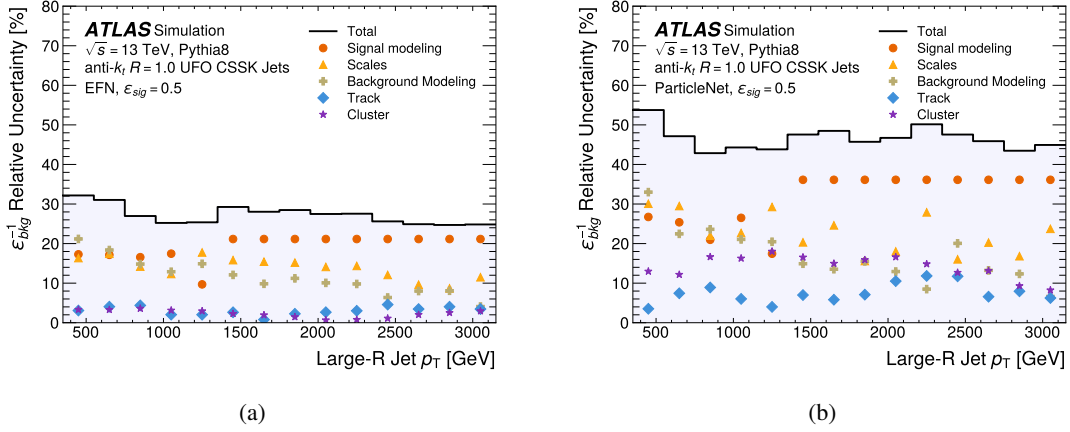 80
70
60
50
40
30
20
10
0
ε⁻¹bkg Relative Uncertainty [%]
ATLAS Simulation
√s = 13 TeV, Pythia8
anti-kt R = 1.0 UFO CSSK Jets
EFN, εsig = 0.5
Total
Signal modeling
Scales
Background Modeling
Track
Cluster
500 1000 1500 2000 2500 3000
Large-R Jet pT [GeV]
(a)
80
70
60
50
40
30
20
10
0
ε⁻¹bkg Relative Uncertainty [%]
ATLAS Simulation
√s = 13 TeV, Pythia8
anti-kt R = 1.0 UFO CSSK Jets
ParticleNet, εsig = 0.5
Total
Signal modeling
Scales
Background Modeling
Track
Cluster
500 1000 1500 2000 2500 3000
Large-R Jet pT [GeV]
(b)